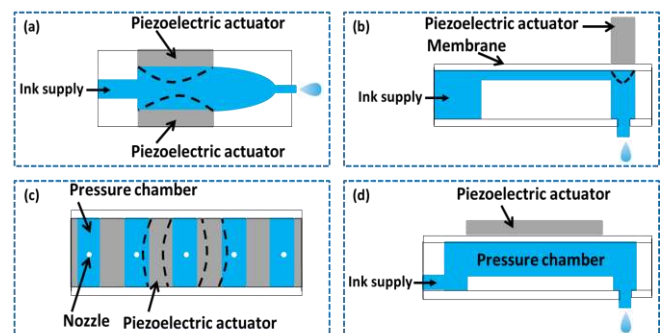 (a)
Piezoelectric actuator
Ink supply
Piezoelectric actuator
(b)
Piezoelectric actuator
Membrane
Ink supply
(c)
Pressure chamber
Nozzle
Piezoelectric actuator
(d)
Piezoelectric actuator
Pressure chamber
Ink supply